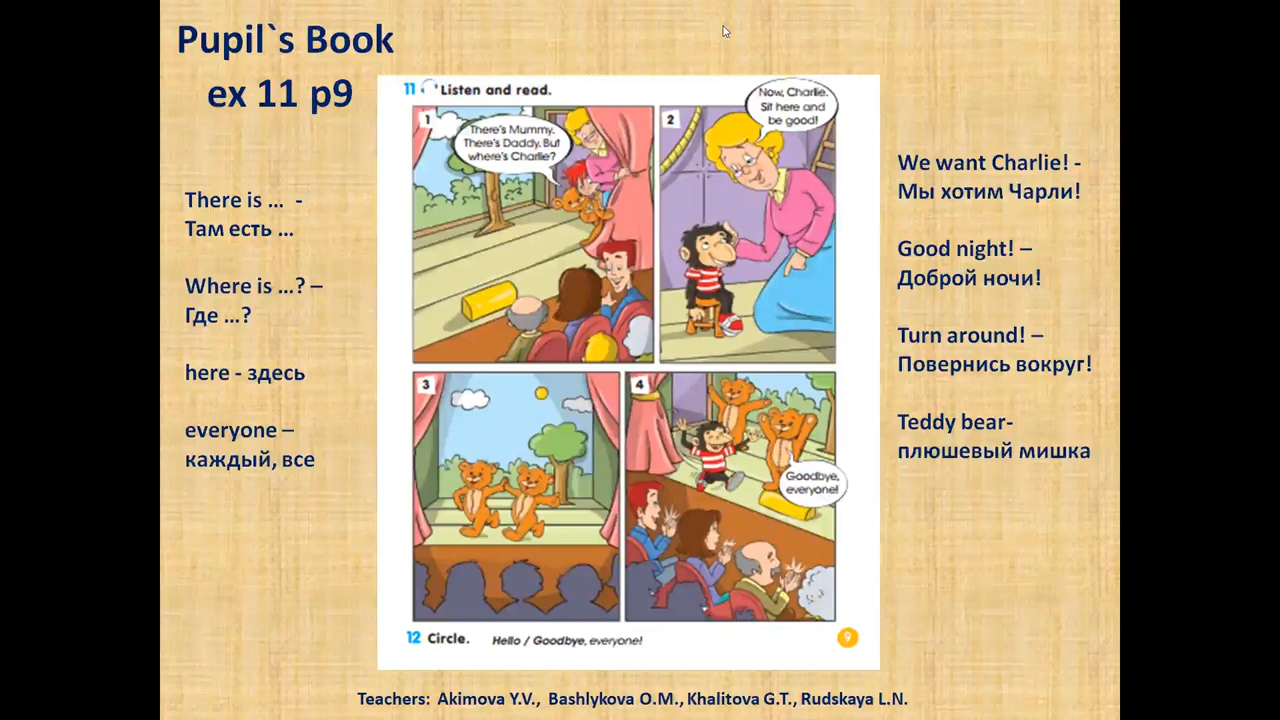 Pupil`s Book
ex 11 p9
There is ... -
Там есть ...
Where is ...? –
Где ...?
here - здесь
everyone –
каждый, все
11 Listen and read.
1
There's Mummy.
There's Daddy. But
where's Charlie?
2
Now, Charlie.
Sit here and
be good!
3
4
Goodbye,
everyone!
12 Circle. Hello / Goodbye, everyone!
9
We want Charlie! -
Мы хотим Чарли!
Good night! –
Доброй ночи!
Turn around! –
Повернись вокруг!
Teddy bear-
плюшевый мишка
Teachers: Akimova Y.V., Bashlykova O.M., Khalitova G.T., Rudskaya L.N.